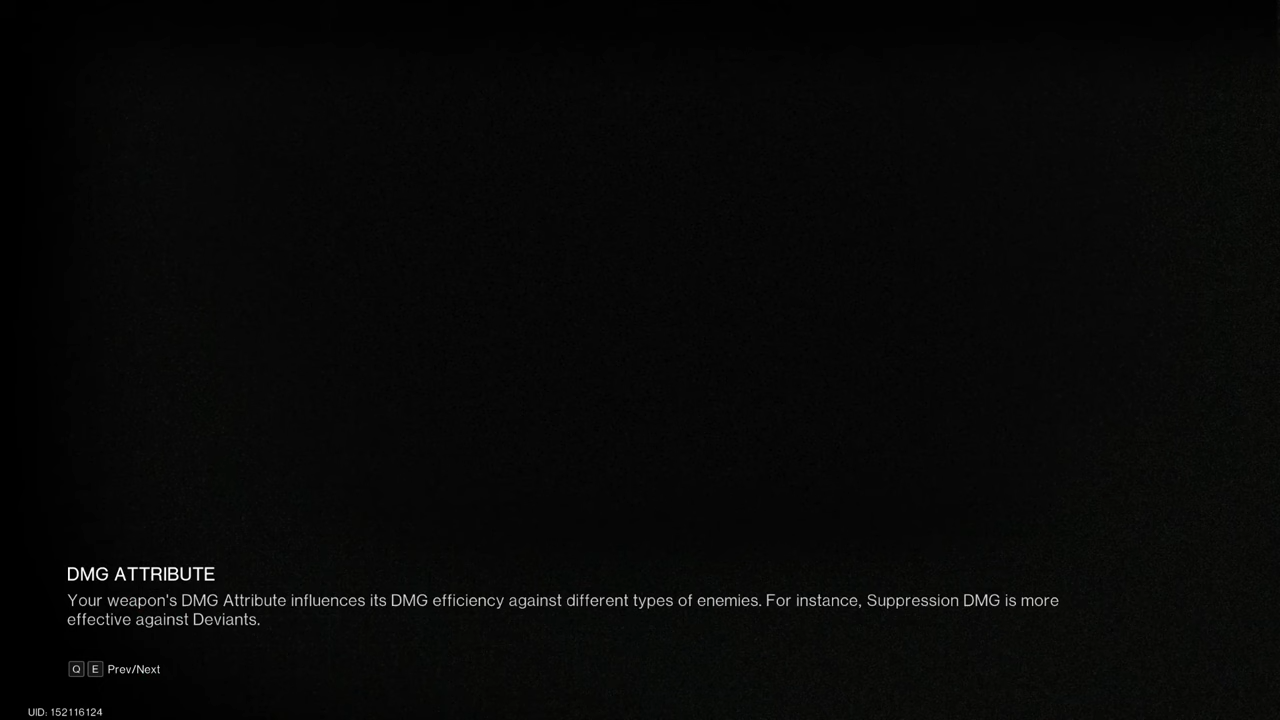 DMG ATTRIBUTE
Your weapon's DMG Attribute influences its DMG efficiency against different types of enemies. For instance, Suppression DMG is more
effective against Deviants.
Q E Prev/Next
UID: 152116124